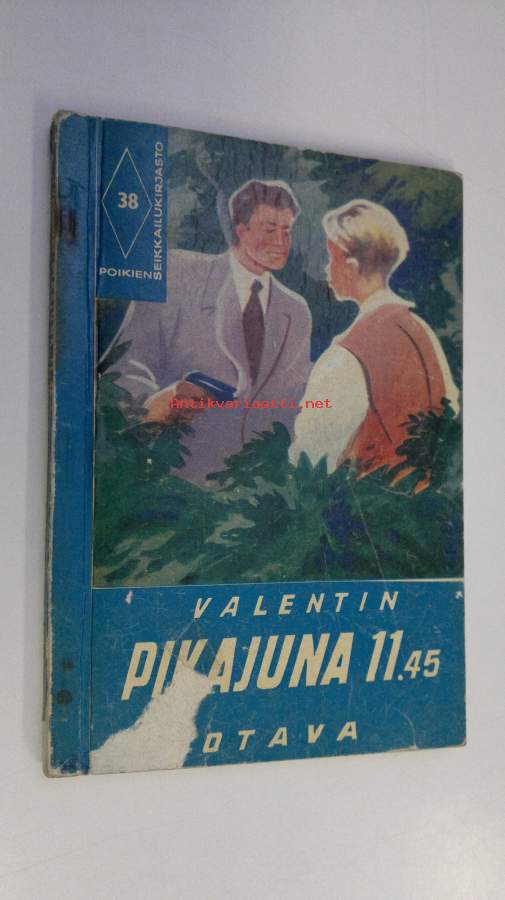 38
POIKIEN
SEIKKAILUKIRJASTO
Antikvariaatti.net
VALENTIN
PIKAJUNA 11.45
OTAVA